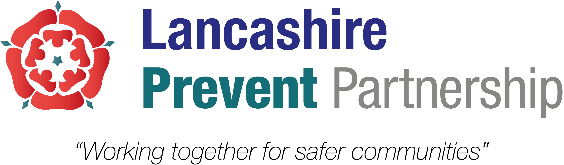 Lancashire
Prevent Partnership
“Working together for safer communities”